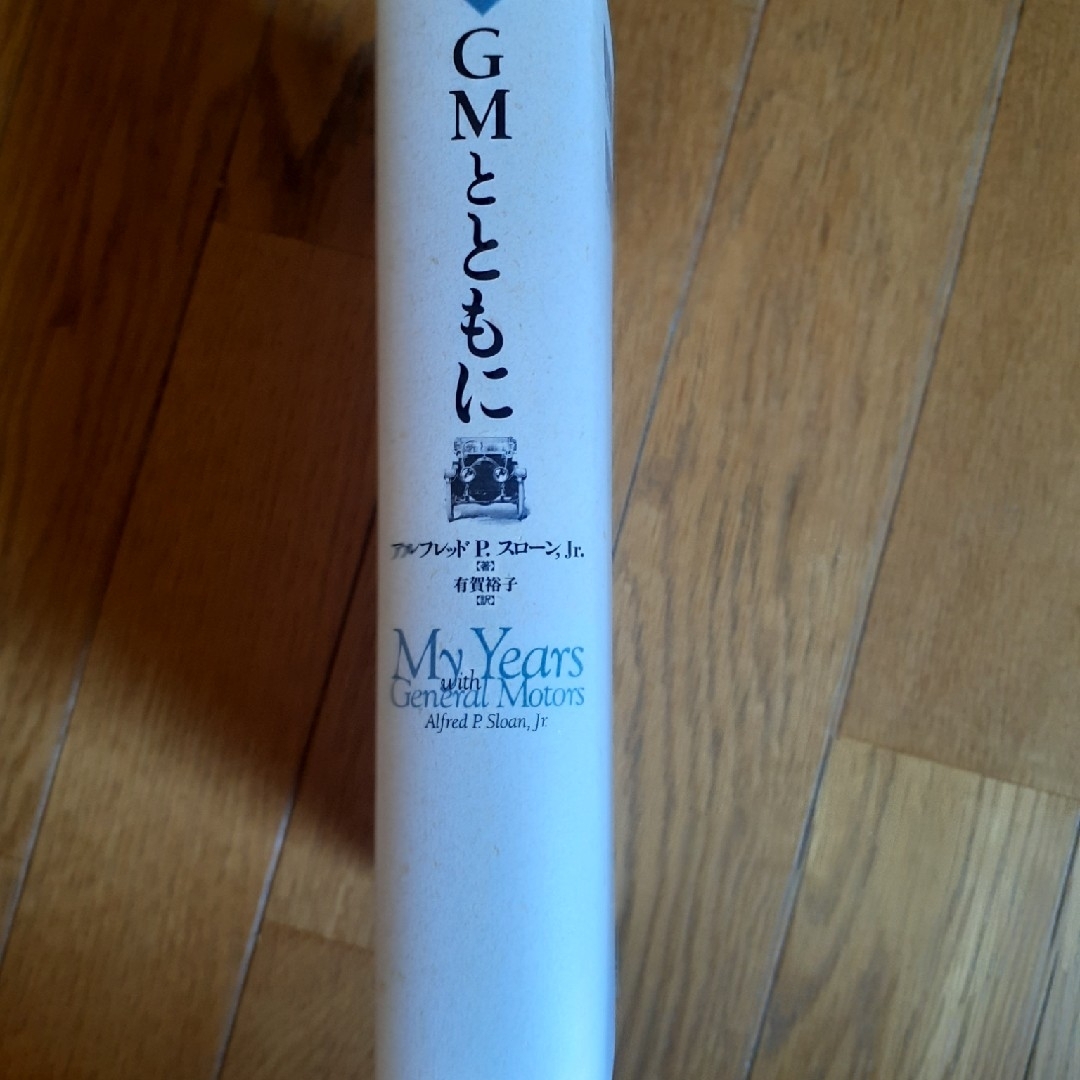 GMとともに
アルフレッド P. スローン, Jr.
【著】
有賀裕子
【訳】
My Years
with
General Motors
Alfred P. Sloan, Jr